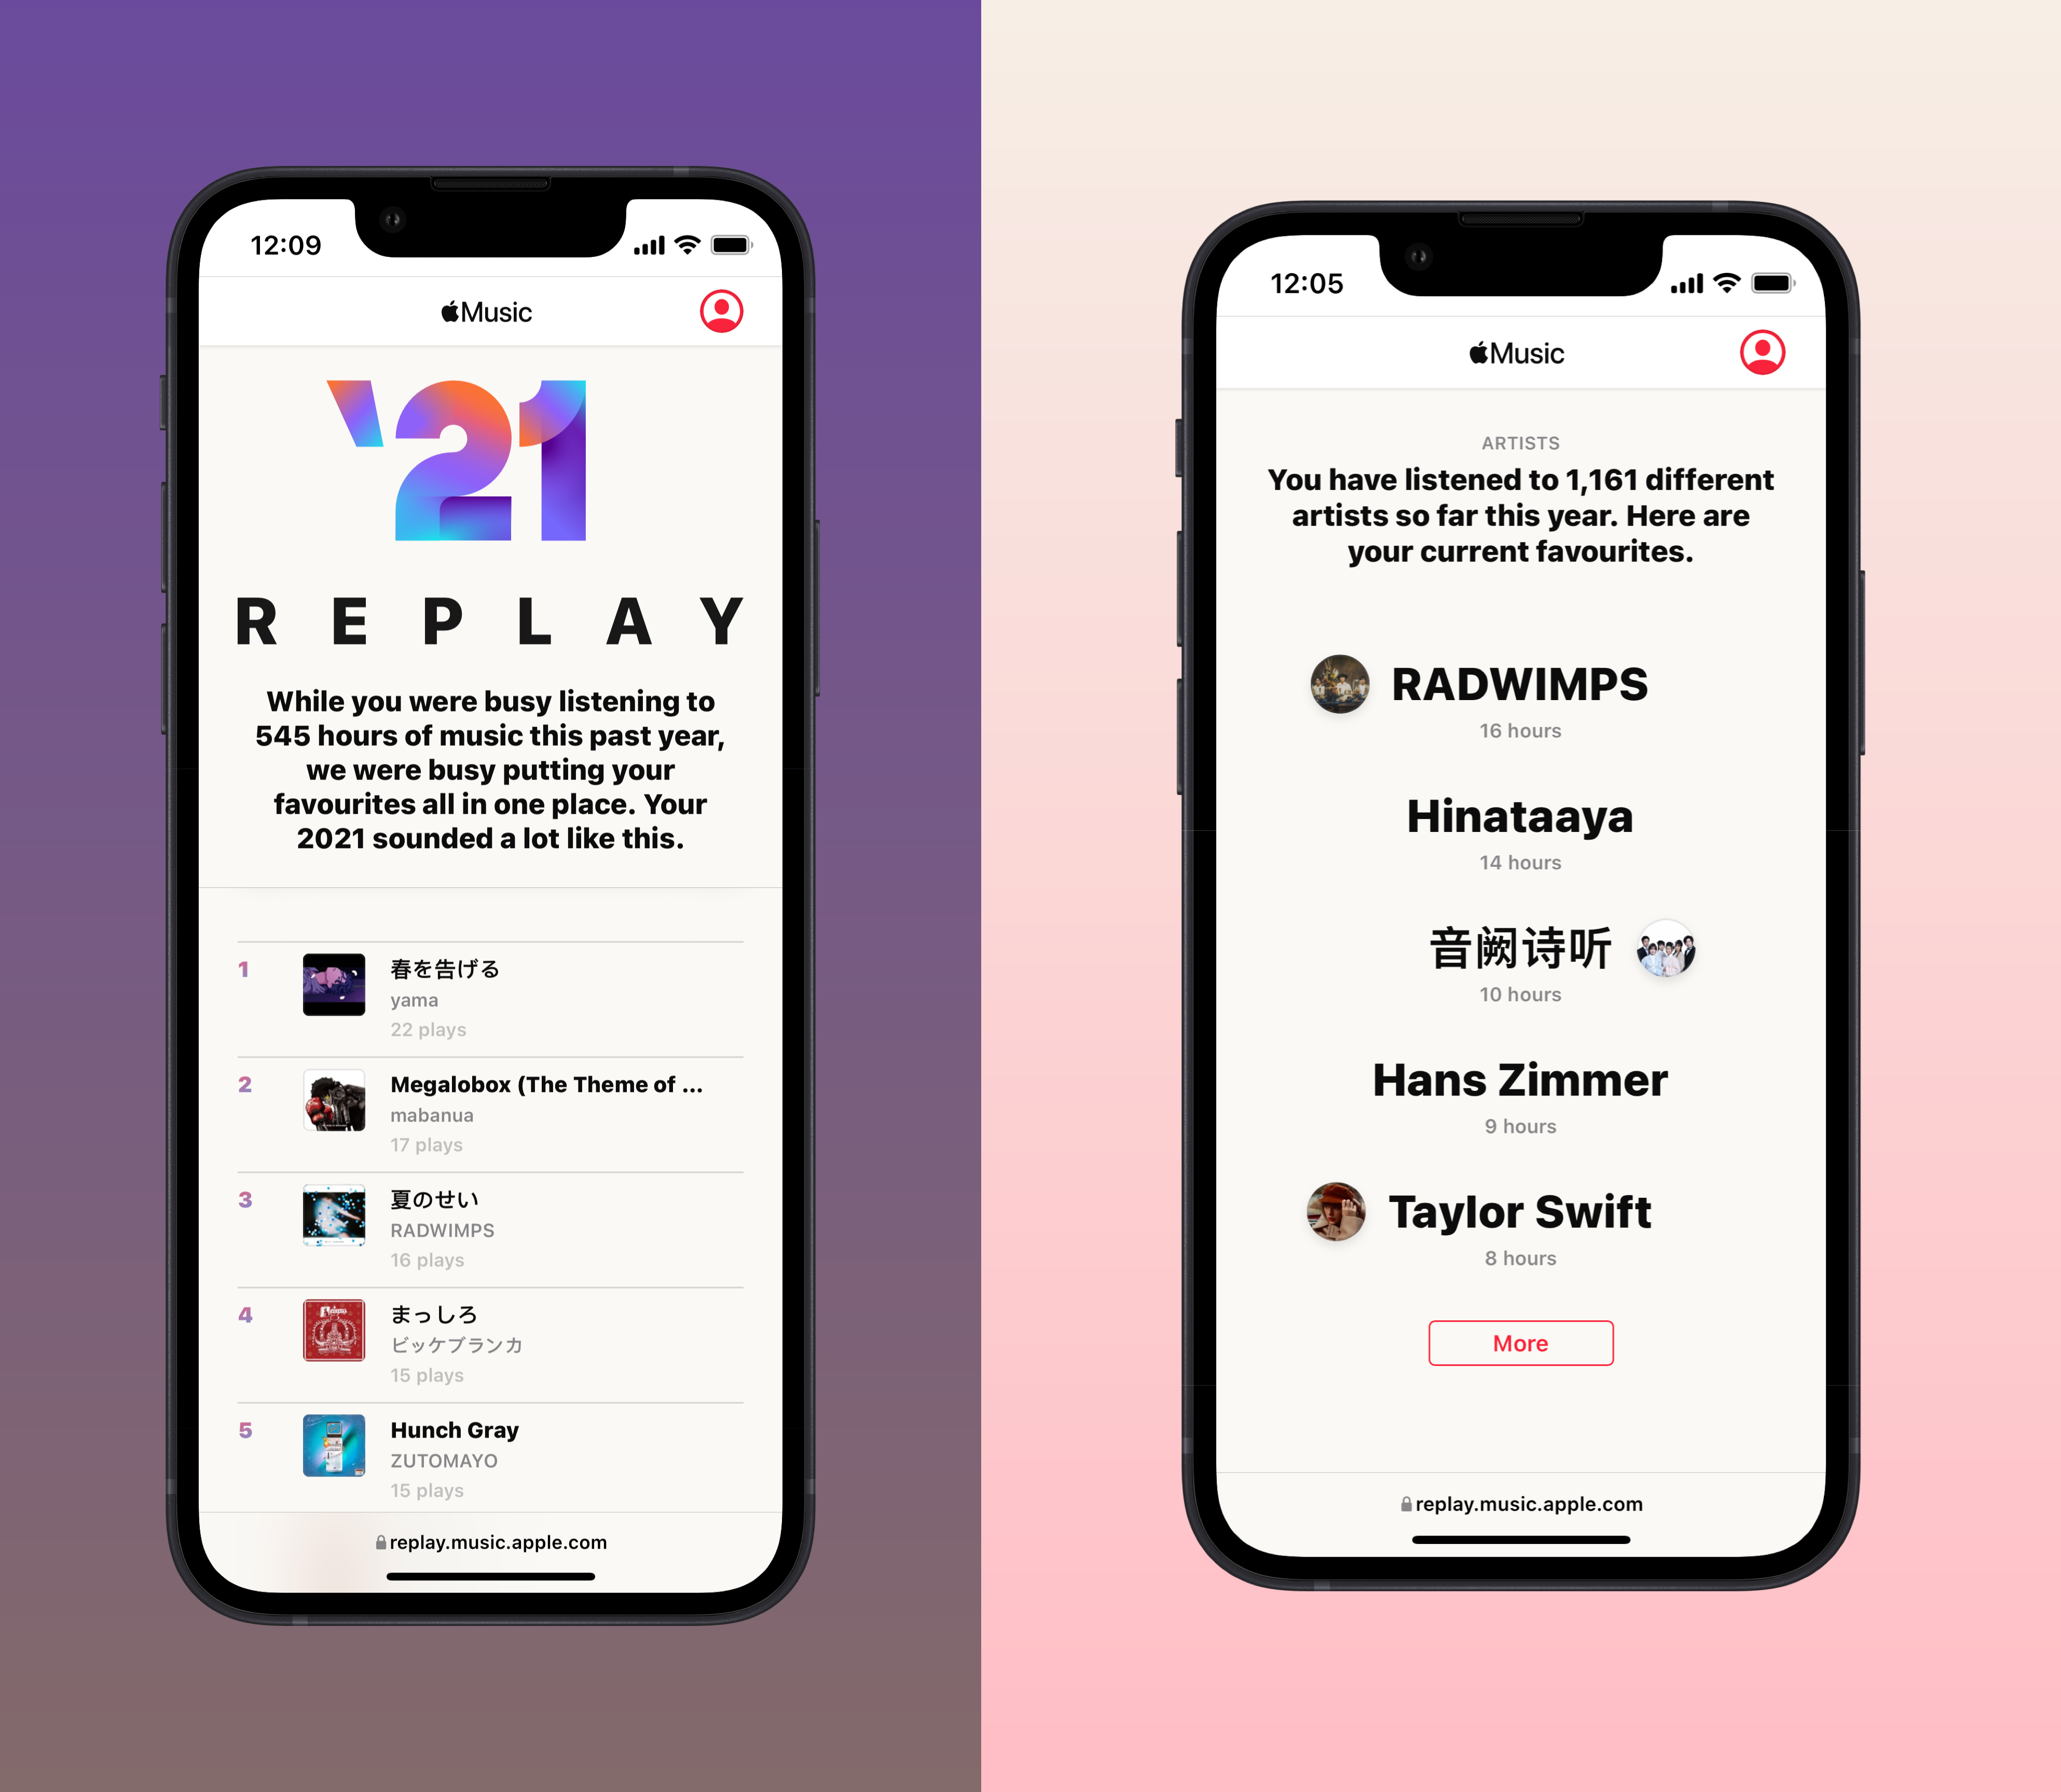 12:09
Music
'21
REPLAY
While you were busy listening to
545 hours of music this past year,
we were busy putting your
favourites all in one place. Your
2021 sounded a lot like this.
1
春を告げる
yama
22 plays
2
Megalobox (The Theme of ...
mabanua
17 plays
3
夏のせい
RADWIMPS
16 plays
4
まっしろ
ビッケブランカ
15 plays
5
Hunch Gray
ZUTOMAYO
15 plays
replay.music.apple.com
12:05
Music
ARTISTS
You have listened to 1,161 different
artists so far this year. Here are
your current favourites.
RADWIMPS
16 hours
Hinataaya
14 hours
音阙诗听
10 hours
Hans Zimmer
9 hours
Taylor Swift
8 hours
More
replay.music.apple.com